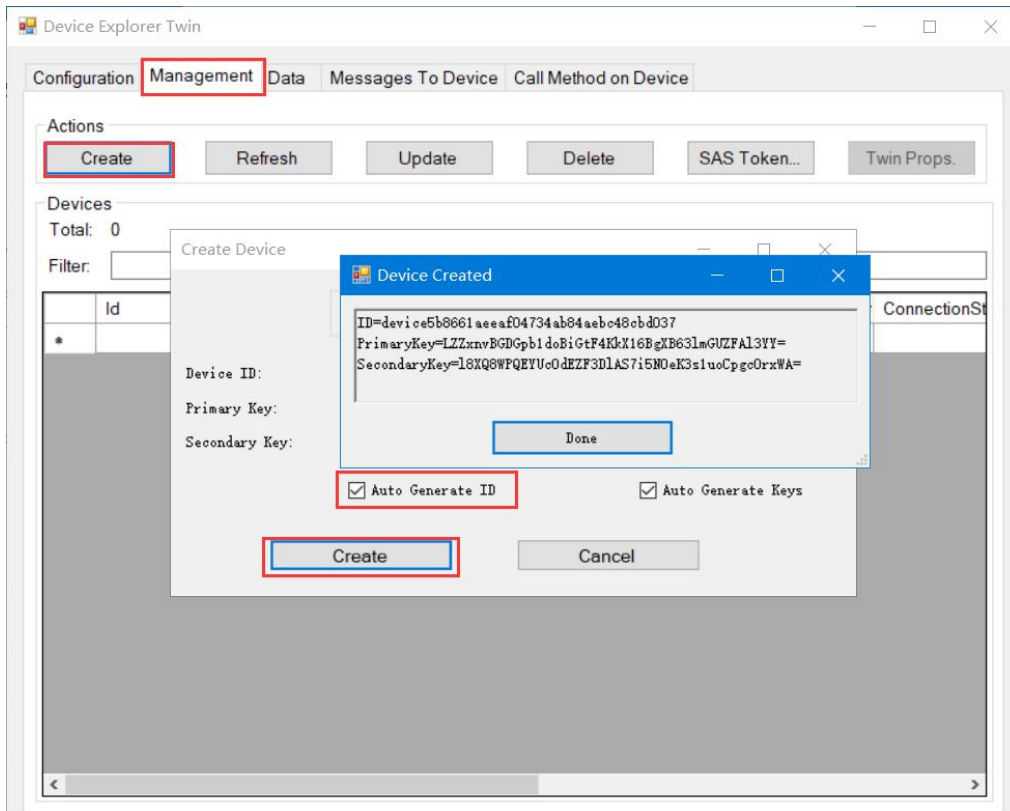 Device Explorer Twin
Configuration Management Data Messages To Device Call Method on Device
Actions
Create Refresh Update Delete SAS Token... Twin Props.
Devices
Total: 0
Filter:
Id ConnectionSt
Create Device
Device Created
ID=device5b8661aeeaf04734ab84aebc48cbd037
PrimaryKey=LZZxnvBGDGpb1doBiGtF4KkX16BgXB63lmGUZFAl3YY=
SecondaryKey=l8XQ8WPQEYUcOdEZF3DlAS7i5NOeK3s1uoCpgcOrxWA=
Done
Device ID:
Primary Key:
Secondary Key:
Auto Generate ID Auto Generate Keys
Create Cancel